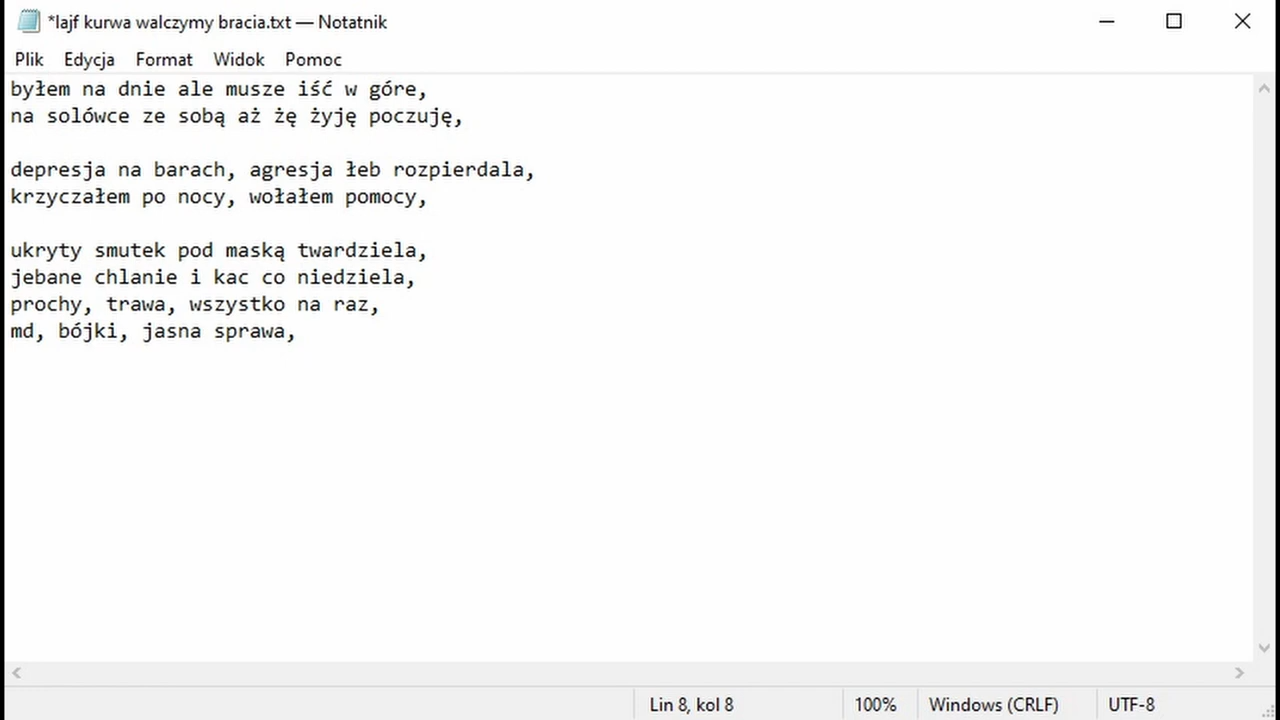 *lajf kurwa walczymy bracia.txt — Notatnik
Plik Edycja Format Widok Pomoc
byłem na dnie ale musze iść w góre,
na solówce ze sobą aż żę żyję poczuję,
depresja na barach, agresja łeb rozpierdala,
krzyczałem po nocy, wołałem pomocy,
ukryty smutek pod maską twardziela,
jebane chlanie i kac co niedziela,
prochy, trawa, wszystko na raz,
md, bójki, jasna sprawa,
Lin 8, kol 8 100% Windows (CRLF) UTF-8